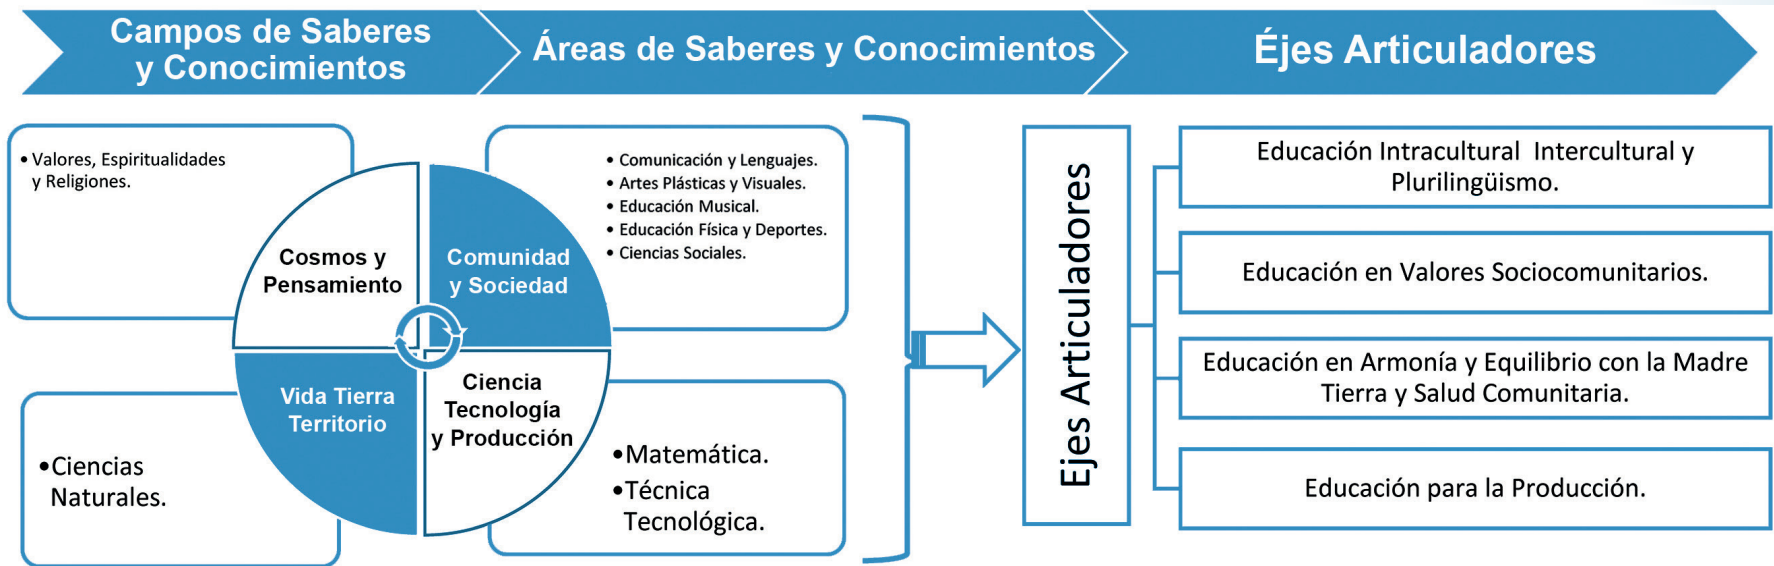 Campos de Saberes
y Conocimientos
Áreas de Saberes y Conocimientos
Éjes Articuladores
• Valores, Espiritualidades
y Religiones.
Cosmos y
Pensamiento
Comunidad
y Sociedad
• Comunicación y Lenguajes.
• Artes Plásticas y Visuales.
• Educación Musical.
• Educación Física y Deportes.
• Ciencias Sociales.
Vida Tierra
Territorio
Ciencia
Tecnología
y Producción
•Ciencias
Naturales.
•Matemática.
•Técnica
Tecnológica.
Ejes Articuladores
Educación Intracultural Intercultural y
Plurilingüismo.
Educación en Valores Sociocomunitarios.
Educación en Armonía y Equilibrio con la Madre
Tierra y Salud Comunitaria.
Educación para la Producción.